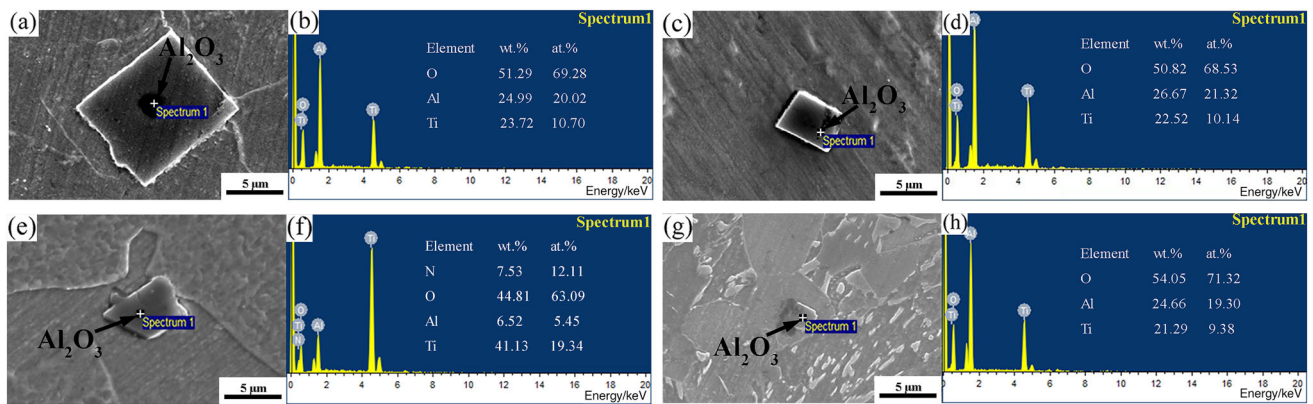 (a)
Al₂O₃
Spectrum 1
5 μm
(b)
Spectrum1
Element wt.% at.%
O 51.29 69.28
Al 24.99 20.02
Ti 23.72 10.70
Al
O
Ti
Ti
0 2 4 6 8 10 12 14 16 18 20
Energy/keV
(c)
Al₂O₃
Spectrum 1
5 μm
(d)
Spectrum1
Element wt.% at.%
O 50.82 68.53
Al 26.67 21.32
Ti 22.52 10.14
Al
O
Ti
Ti
0 2 4 6 8 10 12 14 16 18 20
Energy/keV
(e)
Al₂O₃
Spectrum 1
5 μm
(f)
Spectrum1
Element wt.% at.%
N 7.53 12.11
O 44.81 63.09
Al 6.52 5.45
Ti 41.13 19.34
Ti
O
Ti
N
Al
0 2 4 6 8 10 12 14 16 18 20
Energy/keV
(g)
Al₂O₃
Spectrum 1
5 μm
(h)
Spectrum1
Element wt.% at.%
O 54.05 71.32
Al 24.66 19.30
Ti 21.29 9.38
Al
O
Ti
Ti
0 2 4 6 8 10 12 14 16 18 20
Energy/keV